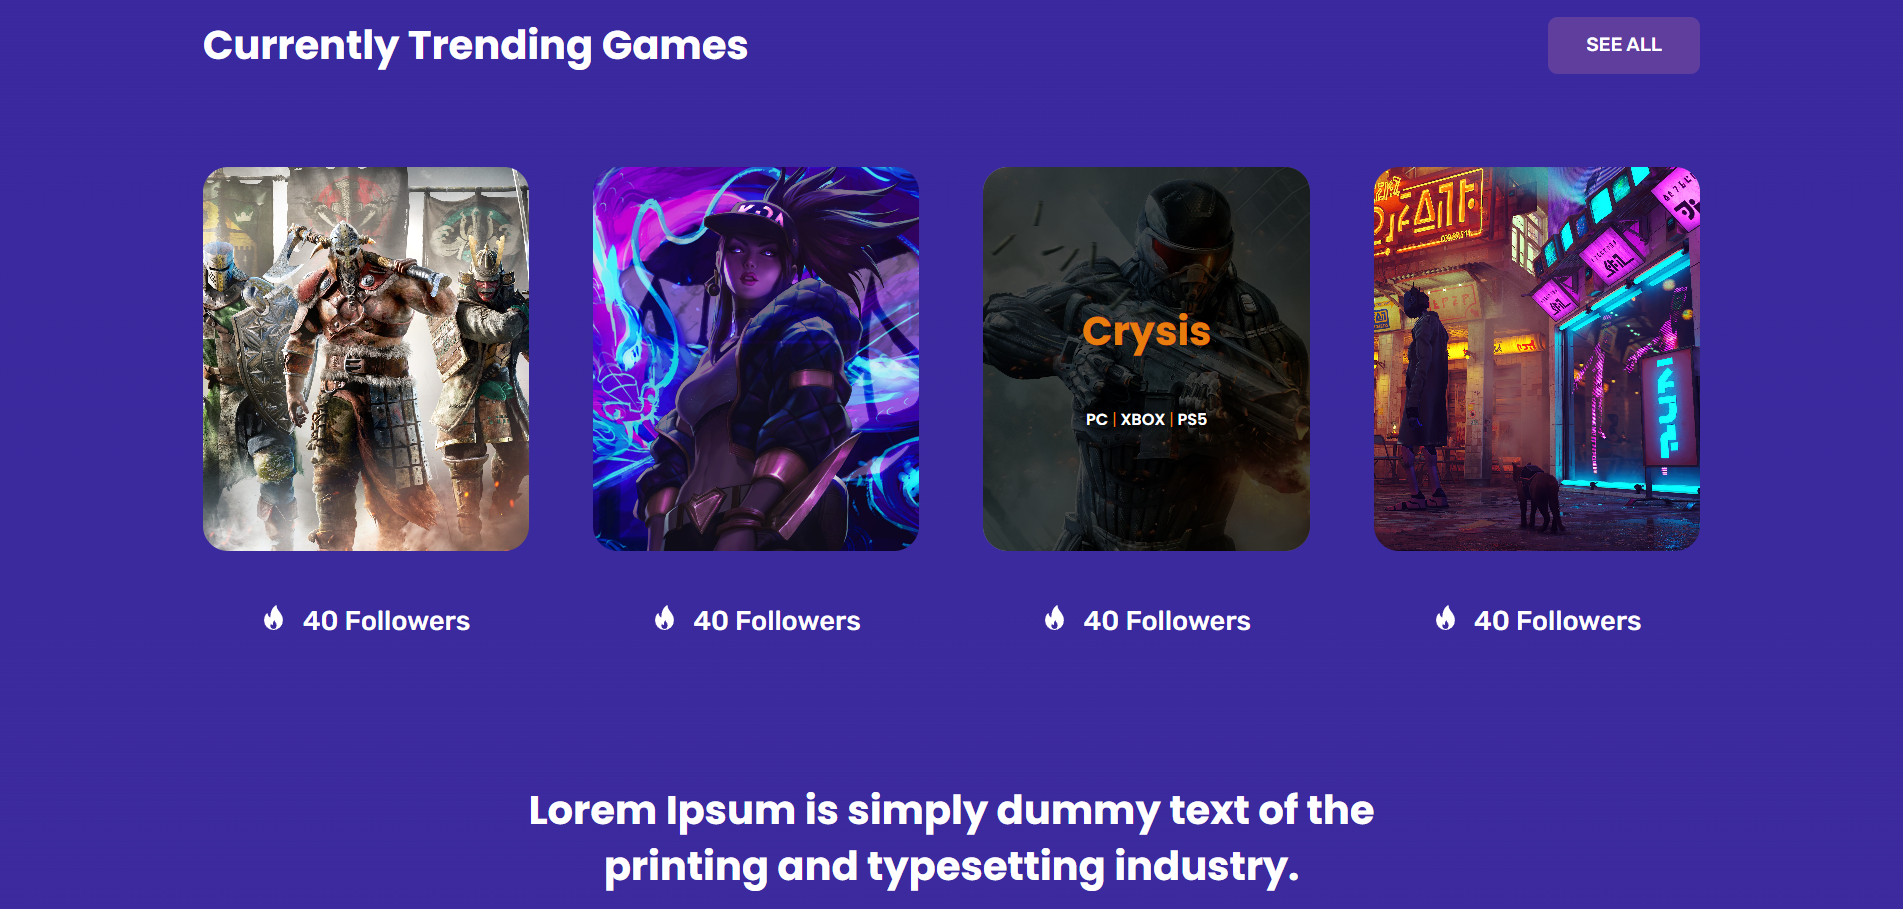 Currently Trending Games
SEE ALL
Crysis
PC | XBOX | PS5
40 Followers
40 Followers
40 Followers
40 Followers
Lorem Ipsum is simply dummy text of the
printing and typesetting industry.